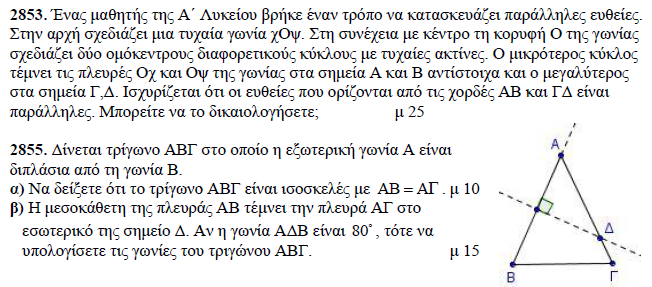 2853. Ένας μαθητής της Α΄ Λυκείου βρήκε έναν τρόπο να κατασκευάζει παράλληλες ευθείες.
Στην αρχή σχεδιάζει μια τυχαία γωνία χΟψ. Στη συνέχεια με κέντρο τη κορυφή Ο της γωνίας
σχεδιάζει δύο ομόκεντρους διαφορετικούς κύκλους με τυχαίες ακτίνες. Ο μικρότερος κύκλος
τέμνει τις πλευρές Οχ και Οψ της γωνίας στα σημεία Α και Β αντίστοιχα και ο μεγαλύτερος
στα σημεία Γ,Δ. Ισχυρίζεται ότι οι ευθείες που ορίζονται από τις χορδές ΑΒ και ΓΔ είναι
παράλληλες. Μπορείτε να το δικαιολογήσετε; μ 25
2855. Δίνεται τρίγωνο ΑΒΓ στο οποίο η εξωτερική γωνία Α είναι
διπλάσια από τη γωνία Β.
α) Να δείξετε ότι το τρίγωνο ΑΒΓ είναι ισοσκελές με ΑΒ = ΑΓ . μ 10
β) Η μεσοκάθετη της πλευράς ΑΒ τέμνει την πλευρά ΑΓ στο
εσωτερικό της σημείο Δ. Αν η γωνία ΑΔΒ είναι 80°, τότε να
υπολογίσετε τις γωνίες του τριγώνου ΑΒΓ. μ 15
Α
Δ
Β
Γ